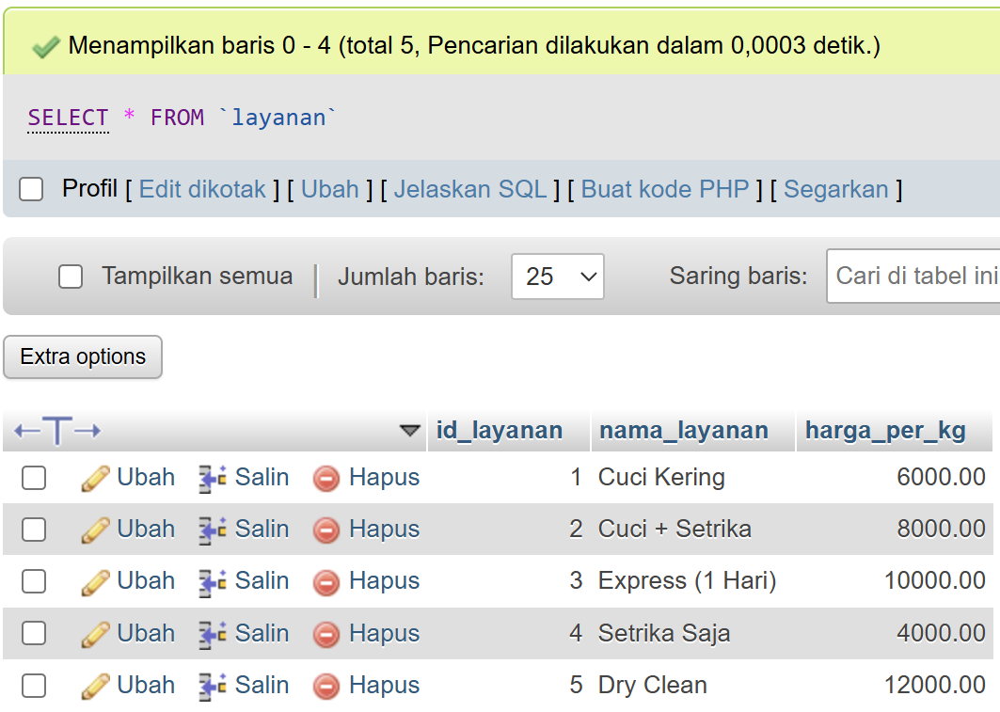 Menampilkan baris 0 - 4 (total 5, Pencarian dilakukan dalam 0,0003 detik.)
SELECT * FROM `layanan`
Profil [ Edit dikotak ] [ Ubah ] [ Jelaskan SQL ] [ Buat kode PHP ] [ Segarkan ]
Tampilkan semua | Jumlah baris: 25 Saring baris: Cari di tabel ini
Extra options
←T→ id_layanan nama_layanan harga_per_kg
Ubah Salin Hapus 1 Cuci Kering 6000.00
Ubah Salin Hapus 2 Cuci + Setrika 8000.00
Ubah Salin Hapus 3 Express (1 Hari) 10000.00
Ubah Salin Hapus 4 Setrika Saja 4000.00
Ubah Salin Hapus 5 Dry Clean 12000.00